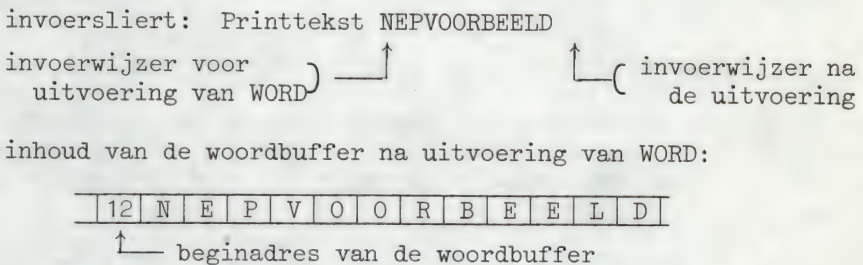 invoersliert: Printtekst NEPVOORBEELD
invoerwijzer voor
uitvoering van WORD
invoerwijzer na
de uitvoering
inhoud van de woordbuffer na uitvoering van WORD:
12 N E P V O O R B E E L D
beginadres van de woordbuffer